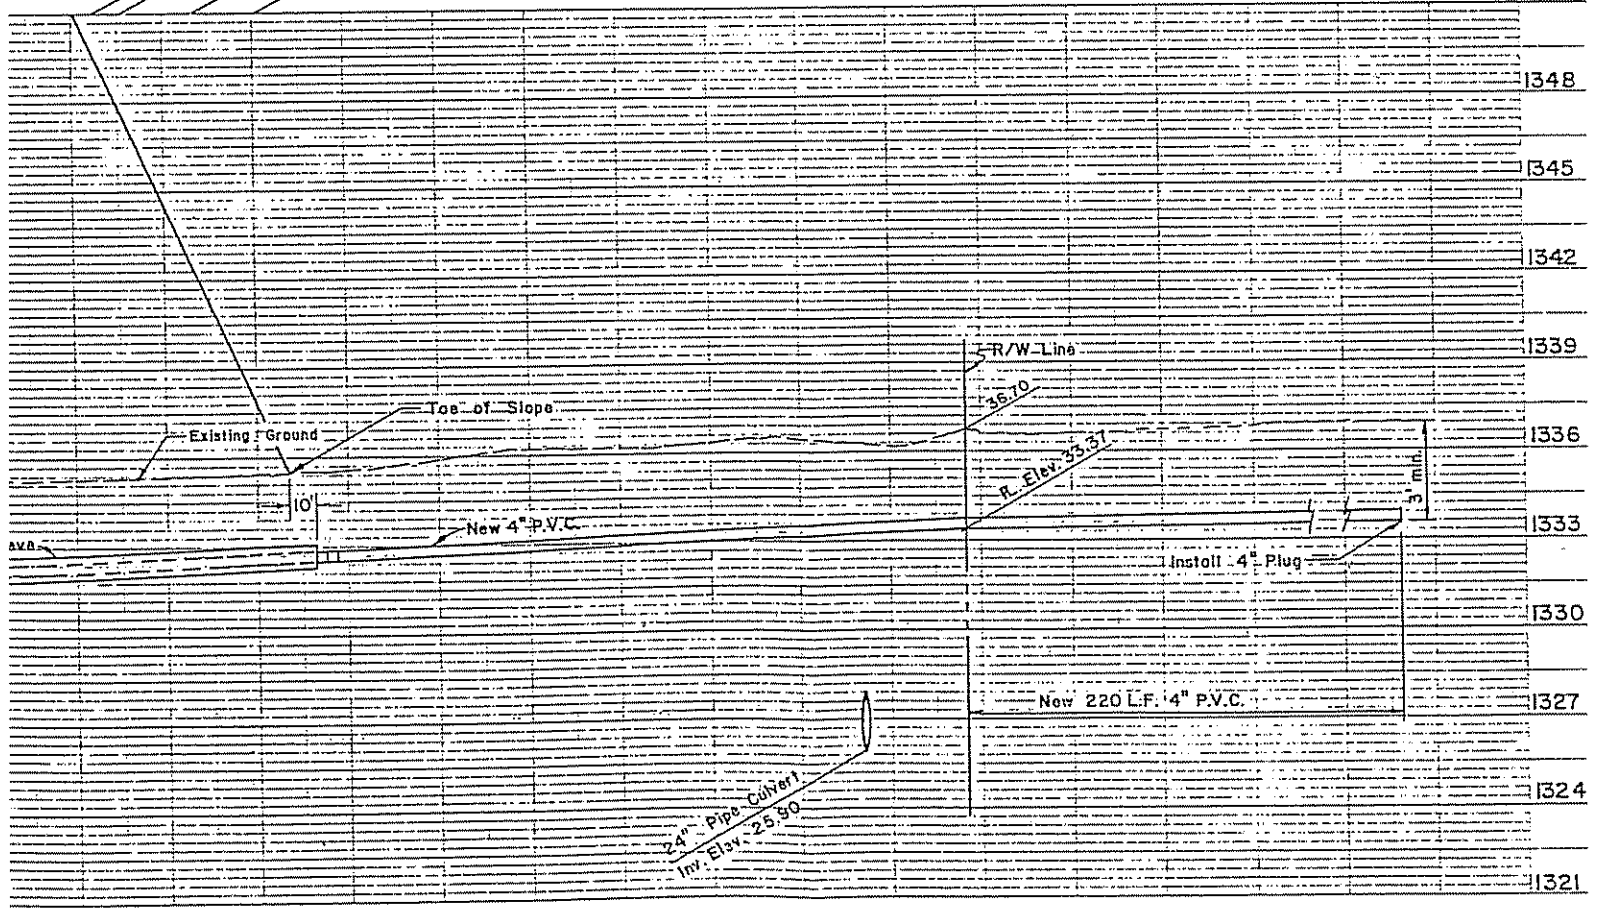 1348
1345
1342
1339
R/W Line
36.70
Toe of Slope
Existing Ground
1336
Elev. 33.37
3' min.
10'
New 4" P.V.C.
1333
Install 4" Plug
1330
New 220 L.F. 4" P.V.C.
1327
24" Pipe Culvert
Inv. Elev. 25.90
1324
1321